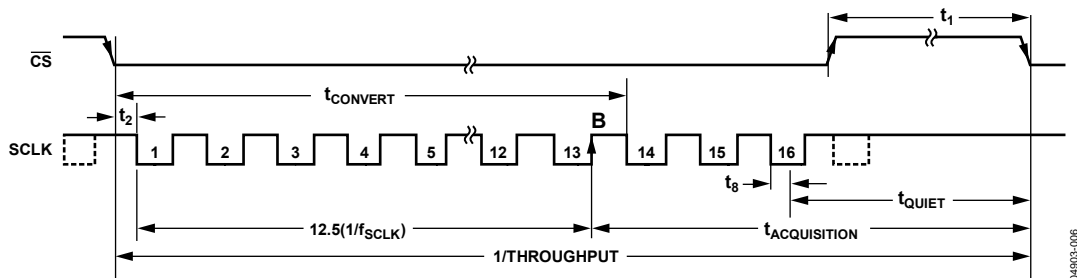 t1
CS
tCONVERT
t2
B
SCLK
1 2 3 4 5 12 13 14 15 16
t8
tQUIET
12.5(1/fSCLK)
tACQUISITION
1/THROUGHPUT
04903-006